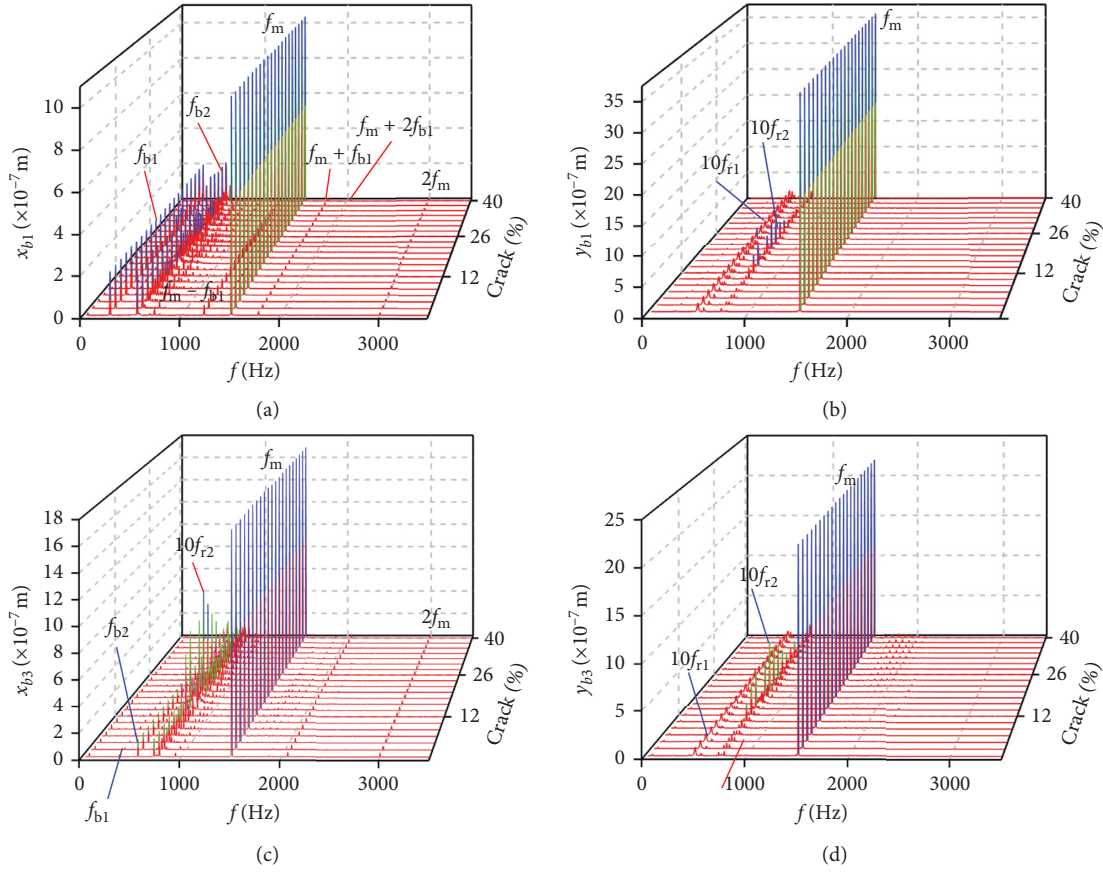 f_m
10
f_b2
f_m + 2f_b1
8
f_b1
f_m + f_b1
x_b1 (×10⁻⁷ m)
6
2f_m
40
4
26
2
12
Crack (%)
f_m − f_b1
0
0 1000 2000 3000
f (Hz)
(a)
f_m
35
30
10f_r2
25
10f_r1
y_b1 (×10⁻⁷ m)
20
40
15
26
10
12
Crack (%)
5
0
0 1000 2000 3000
f (Hz)
(b)
f_m
18
16
10f_r2
14
12
x_b3 (×10⁻⁷ m)
10
f_b2
2f_m
8
40
6
26
4
12
Crack (%)
2
0
0 1000 2000 3000
f_b1
f (Hz)
(c)
f_m
25
20
10f_r2
15
y_b3 (×10⁻⁷ m)
40
10
10f_r1
26
5
12
Crack (%)
0
0 1000 2000 3000
f (Hz)
(d)